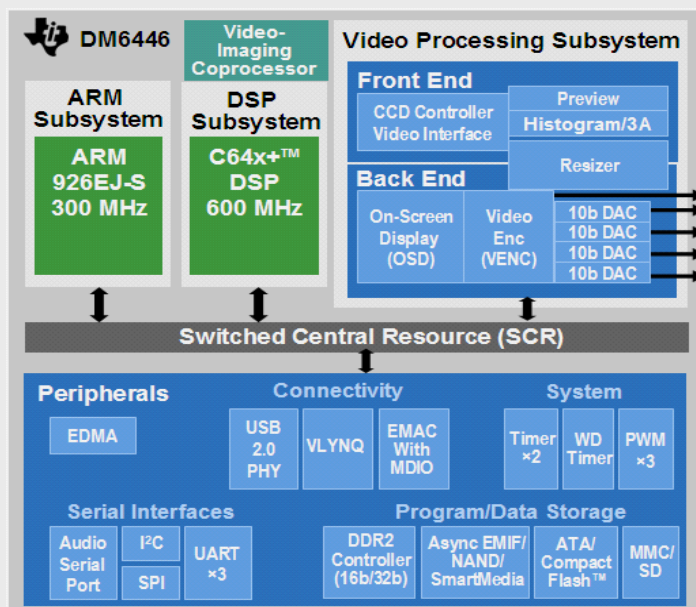 DM6446
Video-
Imaging
Coprocessor
Video Processing Subsystem
ARM
Subsystem
ARM
926EJ-S
300 MHz
DSP
Subsystem
C64x+™
DSP
600 MHz
Front End
CCD Controller
Video Interface
Preview
Histogram/3A
Resizer
Back End
On-Screen
Display
(OSD)
Video
Enc
(VENC)
10b DAC
10b DAC
10b DAC
10b DAC
Switched Central Resource (SCR)
Peripherals
EDMA
Connectivity
USB
2.0
PHY
VLYNQ
EMAC
With
MDIO
System
Timer
×2
WD
Timer
PWM
×3
Serial Interfaces
Audio
Serial
Port
I²C
SPI
UART
×3
Program/Data Storage
DDR2
Controller
(16b/32b)
Async EMIF/
NAND/
SmartMedia
ATA/
Compact
Flash™
MMC/
SD